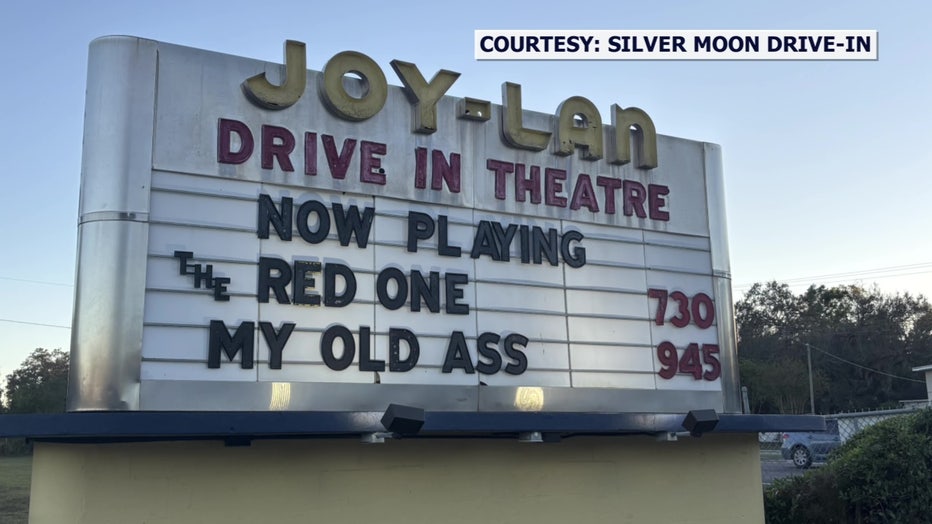 COURTESY: SILVER MOON DRIVE-IN
JOY-LAN
DRIVE IN THEATRE
NOW PLAYING
THE RED ONE 730
MY OLD ASS 945